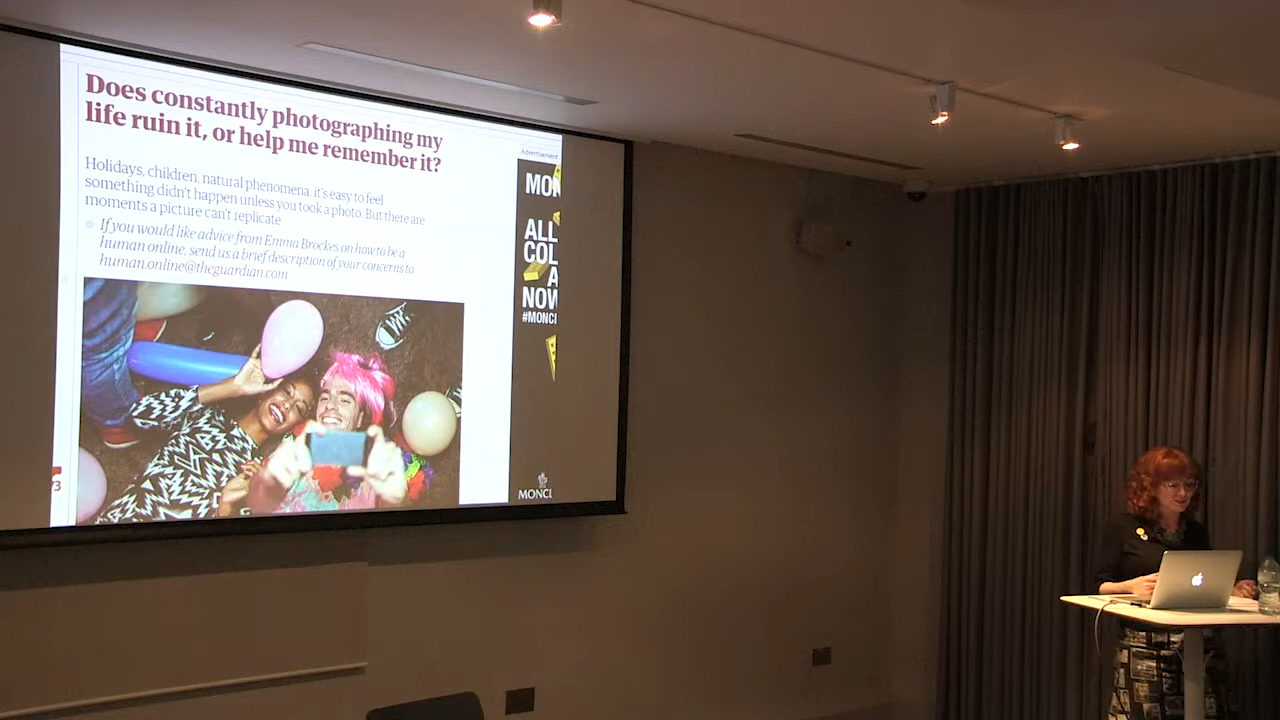 Does constantly photographing my
life ruin it, or help me remember it?
Holidays, children, natural phenomena: it's easy to feel
something didn't happen unless you took a photo. But there are
moments a picture can't replicate
If you would like advice from Emma Brockes on how to be a
human online, send us a brief description of your concerns to
human.online@theguardian.com
Advertisement
MON
ALL
COL
A
NOW
#MONCL
MONCL